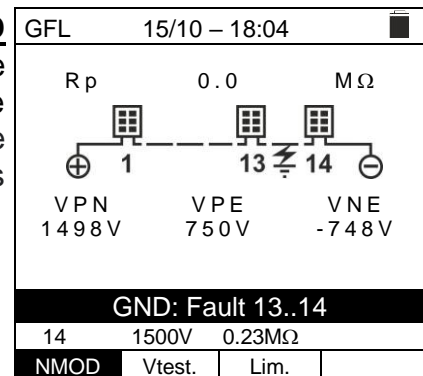 GFL 15/10 – 18:04
Rp 0.0 MΩ
1 13 14
VPN VPE VNE
1498V 750V -748V
GND: Fault 13..14
14 1500V 0.23MΩ
NMOD Vtest. Lim.